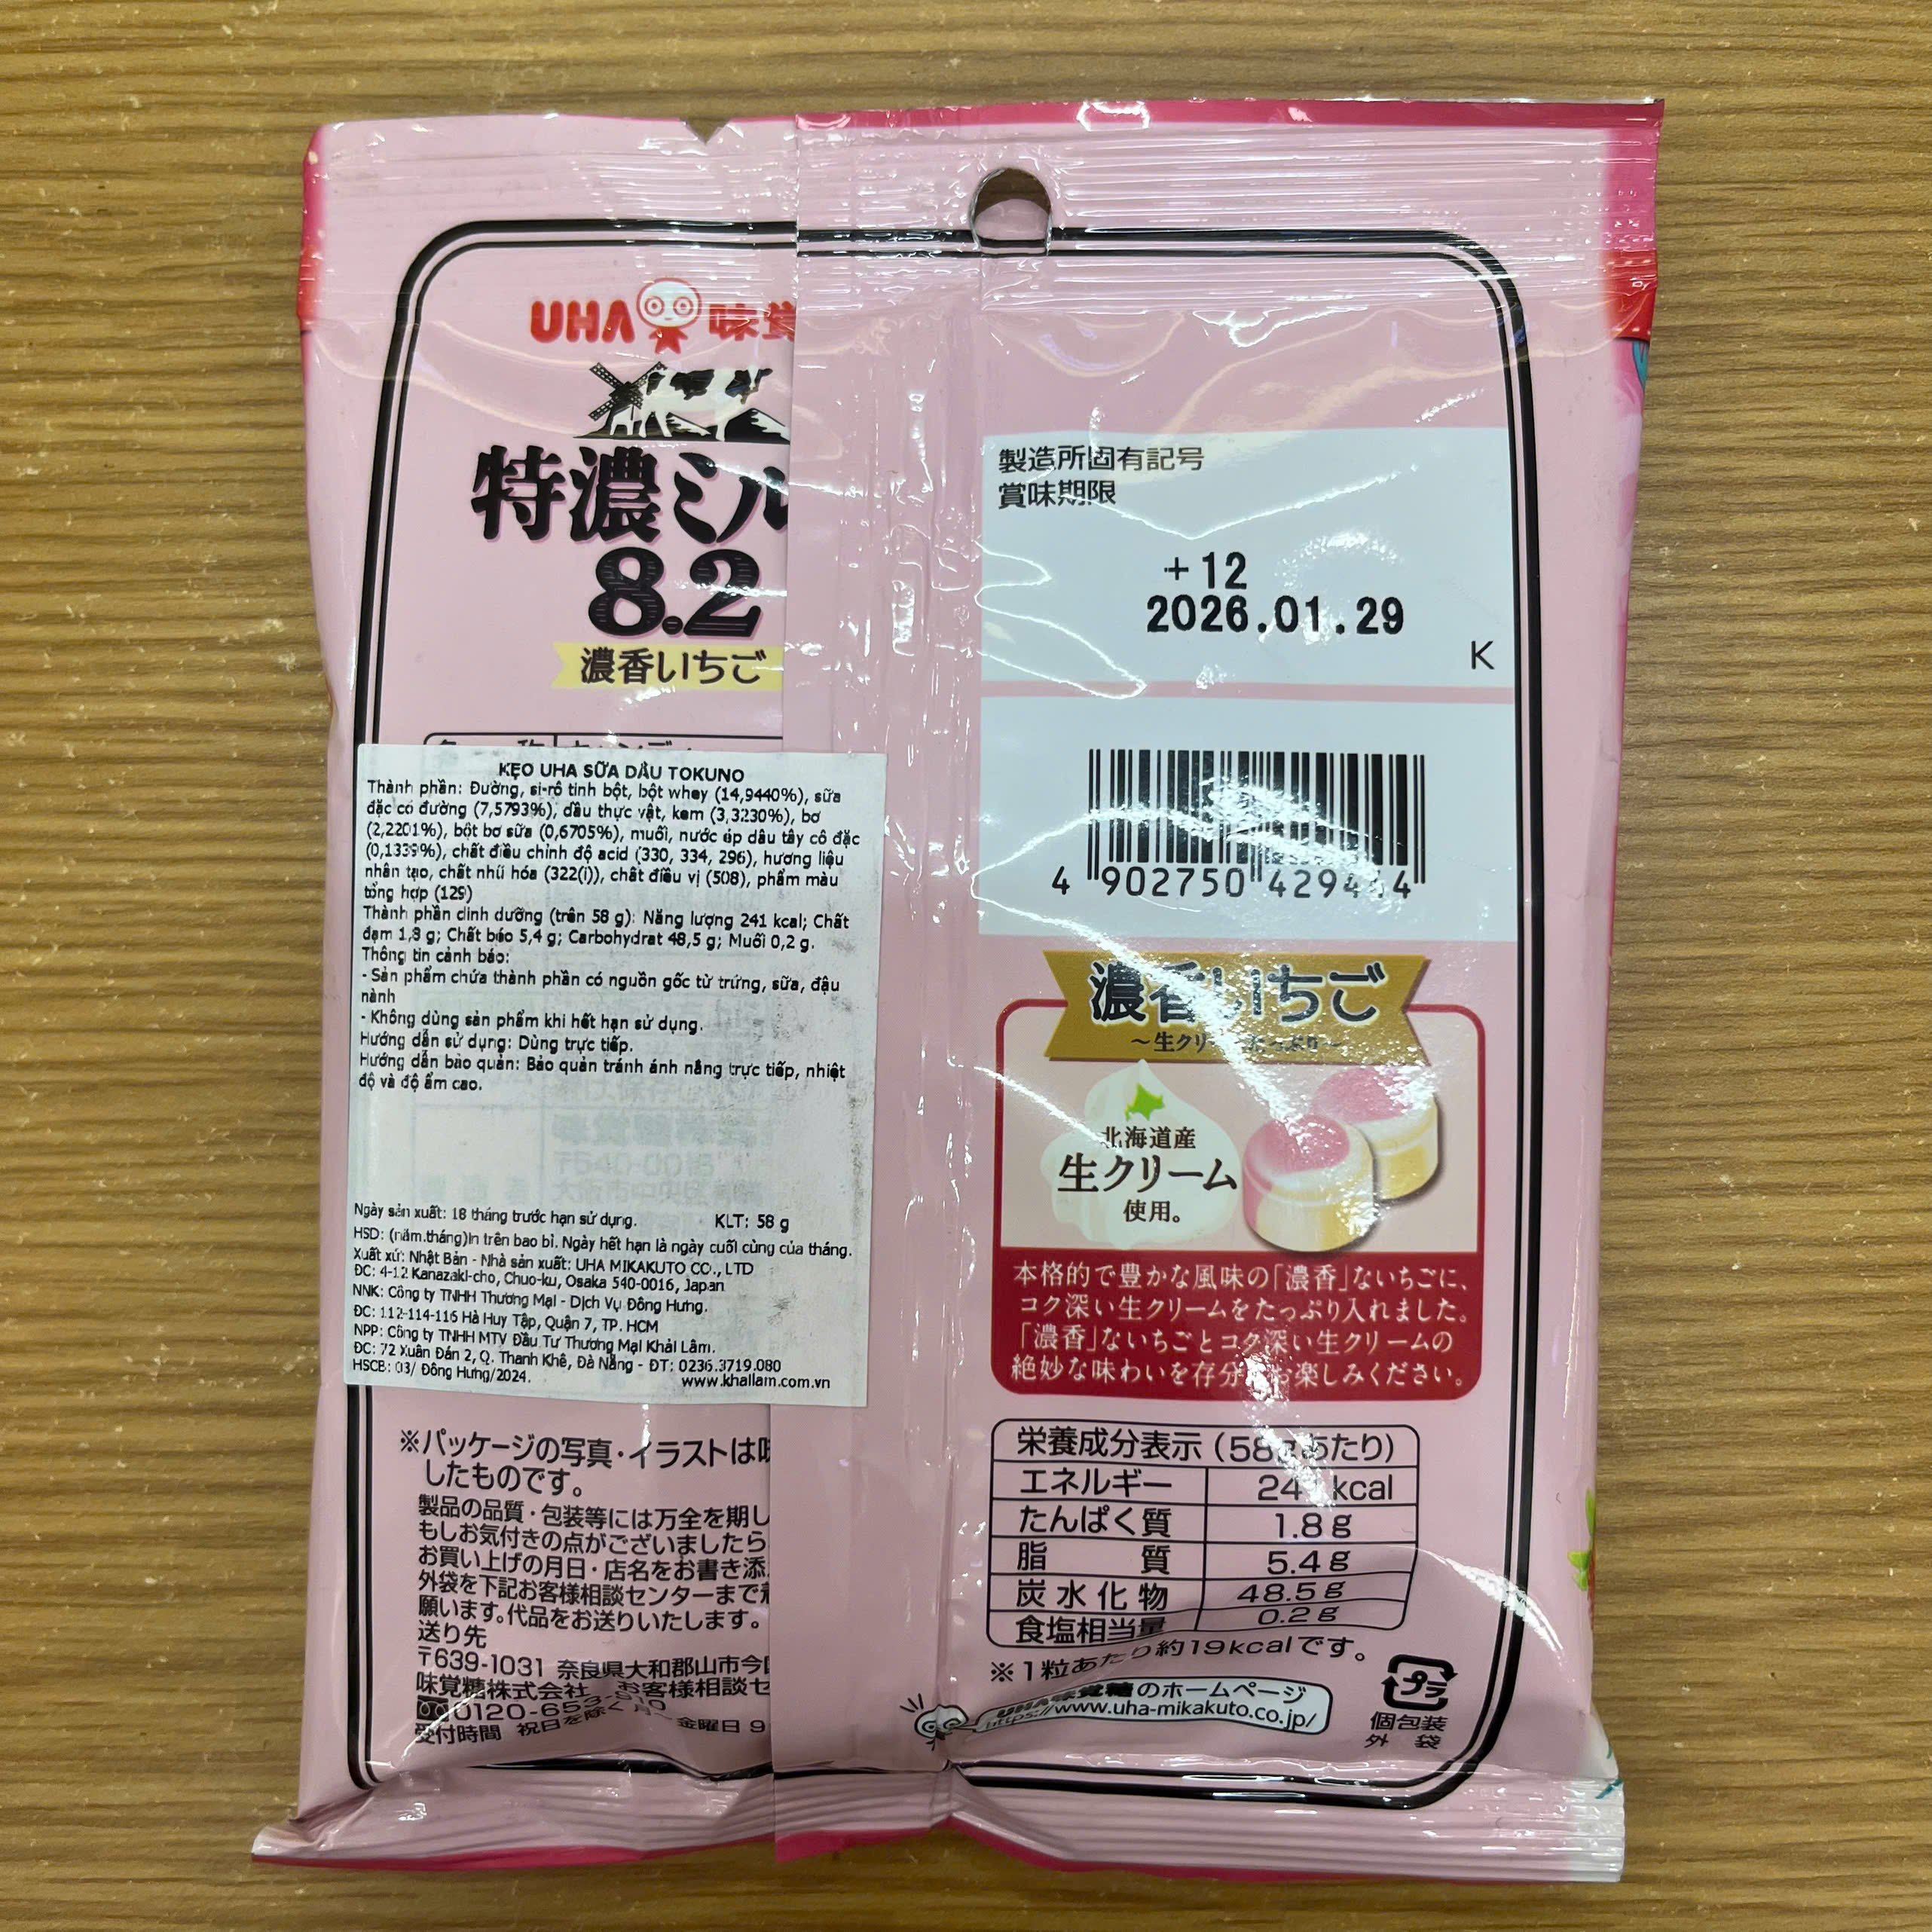 UHA 味覚
特濃ミル
8.2
濃香いちご
KẸO UHA SỮA DÂU TOKUNO
Thành phần: Đường, si-rô tinh bột, bột whey (14,9440%), sữa
đặc có đường (7,5793%), dầu thực vật, kem (3,3230%), bơ
(2,2201%), bột bơ sữa (0,6705%), muối, nước ép dâu tây cô đặc
(0,1339%), chất điều chỉnh độ acid (330, 334, 296), hương liệu
nhân tạo, chất nhũ hóa (322(i)), chất điều vị (508), phẩm màu
tổng hợp (129)
Thành phần dinh dưỡng (trên 58 g): Năng lượng 241 kcal; Chất
đạm 1,8 g; Chất béo 5,4 g; Carbohydrat 48,5 g; Muối 0,2 g.
Thông tin cảnh báo:
- Sản phẩm chứa thành phần có nguồn gốc từ trứng, sữa, đậu
nành
- Không dùng sản phẩm khi hết hạn sử dụng.
Hướng dẫn sử dụng: Dùng trực tiếp.
Hướng dẫn bảo quản: Bảo quản tránh ánh nắng trực tiếp, nhiệt
độ và độ ẩm cao.
Ngày sản xuất: 18 tháng trước hạn sử dụng. KLT: 58 g
HSD: (năm.tháng)in trên bao bì. Ngày hết hạn là ngày cuối cùng của tháng.
Xuất xứ: Nhật Bản - Nhà sản xuất: UHA MIKAKUTO CO., LTD
ĐC: 4-12 Kanazaki-cho, Chuo-ku, Osaka 540-0016, Japan
NNK: Công ty TNHH Thương Mại - Dịch Vụ Đông Hưng.
ĐC: 112-114-116 Hà Huy Tập, Quận 7, TP. HCM
NPP: Công ty TNHH MTV Đầu Tư Thương Mại Khải Lâm.
ĐC: 72 Xuân Đán 2, Q. Thanh Khê, Đà Nẵng - ĐT: 0236.3719.080
HSCB: 03/ Đông Hưng/2024. www.khailam.com.vn
※パッケージの写真・イラストは
したものです。
製品の品質・包装等には万全を期し
もしお気付きの点がございましたら
お買い上げの月日・店名をお書き添
外袋を下記お客様相談センターまで
願います。代品をお送りいたします。
送り先
〒639-1031 奈良県大和郡山市今
味覚糖株式会社 お客様相談セ
0120-653-
受付時間 祝日を除く月 金曜日 9
製造所固有記号
賞味期限
+12
2026.01.29
K
4 902750 429
濃香いちご
北海道産
生クリーム
使用。
本格的で豊かな風味の「濃香」ないちごに、
コク深い生クリームをたっぷり入れました。
「濃香」ないちごとコク深い生クリームの
絶妙な味わいを存分 お楽しみください。
栄養成分表示(58gあたり)
エネルギー kcal
たんぱく質 1.8g
脂質 5.4g
炭水化物 48.5g
食塩相当量 0.2g
※1粒あたり約19kcalです。
UHA味覚糖のホームページ
https://www.uha-mikakuto.co.jp/
プラ
個包装
外袋